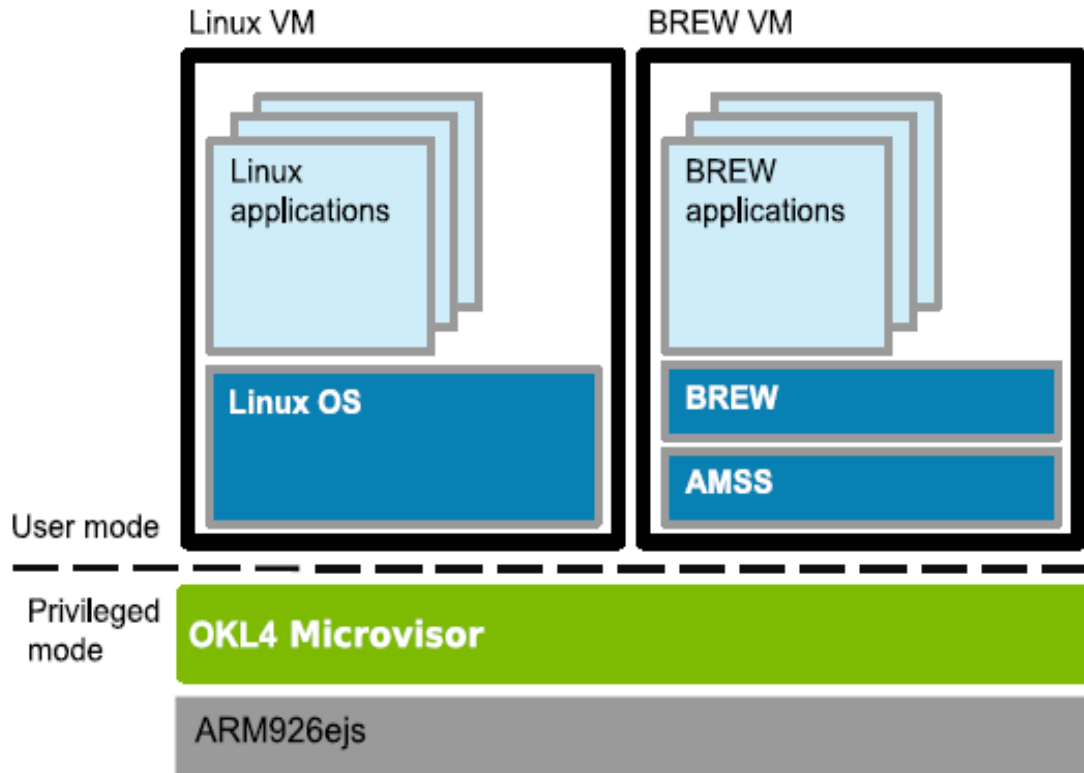 Linux VM
BREW VM
Linux
applications
BREW
applications
Linux OS
BREW
AMSS
User mode
Privileged
mode
OKL4 Microvisor
ARM926ejs